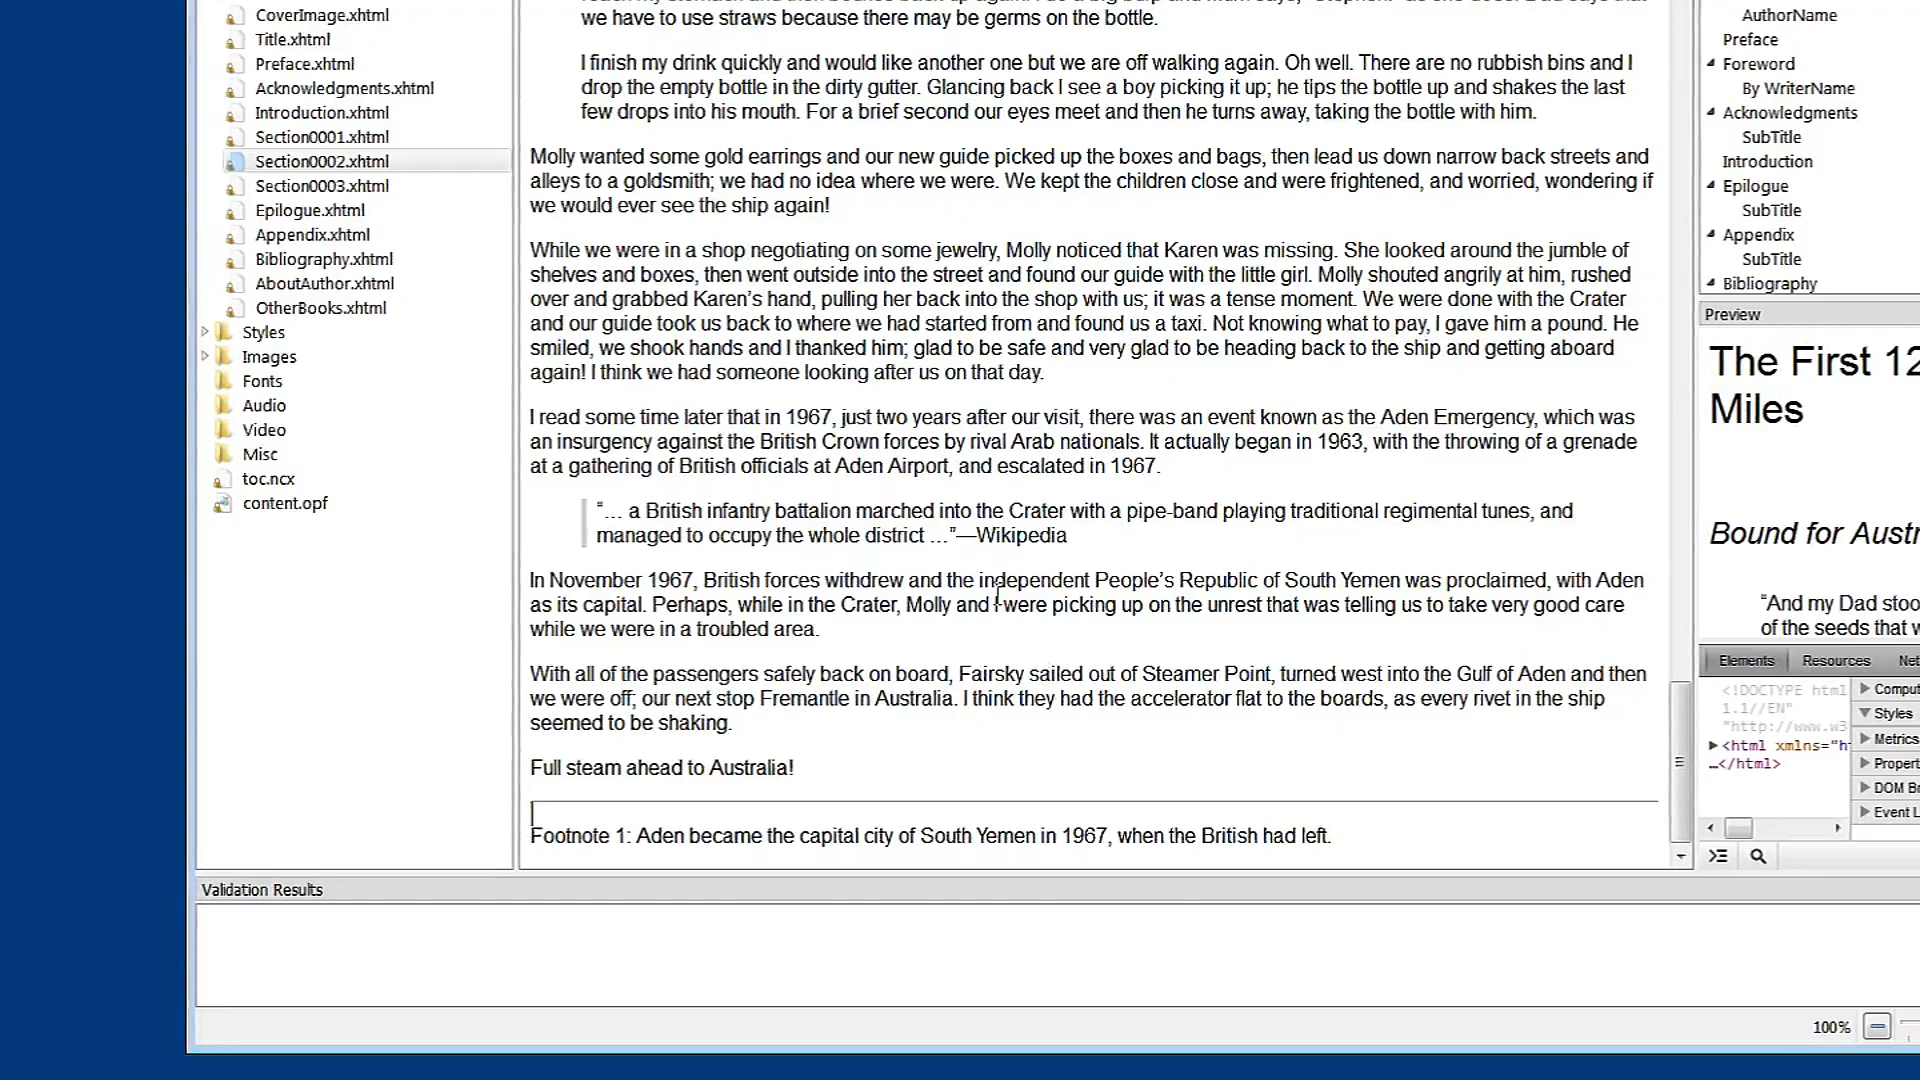 CoverImage.xhtml
Title.xhtml
Preface.xhtml
Acknowledgments.xhtml
Introduction.xhtml
Section0001.xhtml
Section0002.xhtml
Section0003.xhtml
Epilogue.xhtml
Appendix.xhtml
Bibliography.xhtml
AboutAuthor.xhtml
OtherBooks.xhtml
Styles
Images
Fonts
Audio
Video
Misc
toc.ncx
content.opf
we have to use straws because there may be germs on the bottle.
I finish my drink quickly and would like another one but we are off walking again. Oh well. There are no rubbish bins and I
drop the empty bottle in the dirty gutter. Glancing back I see a boy picking it up; he tips the bottle up and shakes the last
few drops into his mouth. For a brief second our eyes meet and then he turns away, taking the bottle with him.
Molly wanted some gold earrings and our new guide picked up the boxes and bags, then lead us down narrow back streets and
alleys to a goldsmith; we had no idea where we were. We kept the children close and were frightened, and worried, wondering if
we would ever see the ship again!
While we were in a shop negotiating on some jewelry, Molly noticed that Karen was missing. She looked around the jumble of
shelves and boxes, then went outside into the street and found our guide with the little girl. Molly shouted angrily at him, rushed
over and grabbed Karen’s hand, pulling her back into the shop with us; it was a tense moment. We were done with the Crater
and our guide took us back to where we had started from and found us a taxi. Not knowing what to pay, I gave him a pound. He
smiled, we shook hands and I thanked him; glad to be safe and very glad to be heading back to the ship and getting aboard
again! I think we had someone looking after us on that day.
I read some time later that in 1967, just two years after our visit, there was an event known as the Aden Emergency, which was
an insurgency against the British Crown forces by rival Arab nationals. It actually began in 1963, with the throwing of a grenade
at a gathering of British officials at Aden Airport, and escalated in 1967.
“… a British infantry battalion marched into the Crater with a pipe-band playing traditional regimental tunes, and
managed to occupy the whole district …”—Wikipedia
In November 1967, British forces withdrew and the independent People’s Republic of South Yemen was proclaimed, with Aden
as its capital. Perhaps, while in the Crater, Molly and I were picking up on the unrest that was telling us to take very good care
while we were in a troubled area.
With all of the passengers safely back on board, Fairsky sailed out of Steamer Point, turned west into the Gulf of Aden and then
we were off; our next stop Fremantle in Australia. I think they had the accelerator flat to the boards, as every rivet in the ship
seemed to be shaking.
Full steam ahead to Australia!
Footnote 1: Aden became the capital city of South Yemen in 1967, when the British had left.
AuthorName
Preface
Foreword
By WriterName
Acknowledgments
SubTitle
Introduction
Epilogue
SubTitle
Appendix
SubTitle
Bibliography
Preview
The First 12
Miles
Bound for Austr
“And my Dad stoo
of the seeds that w
Elements Resources Net
<!DOCTYPE html
1.1//EN"
"http://www.w3
<html xmlns="h
…</html>
Comput
Styles
Metrics
Propert
DOM Br
Event L
Validation Results
100%